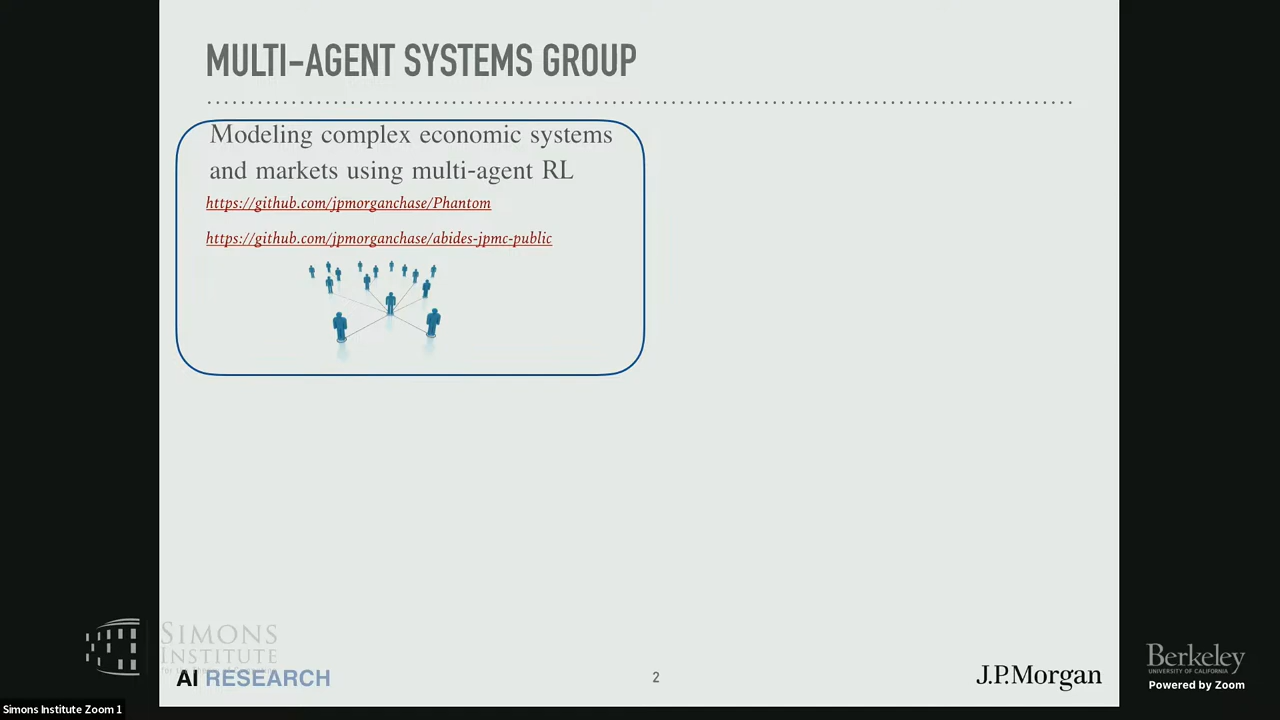 MULTI-AGENT SYSTEMS GROUP
Modeling complex economic systems
and markets using multi-agent RL
https://github.com/jpmorganchase/Phantom
https://github.com/jpmorganchase/abides-jpmc-public
SIMONS
INSTITUTE
AI RESEARCH
2
J.P.Morgan
Berkeley
UNIVERSITY OF CALIFORNIA
Powered by Zoom
Simons Institute Zoom 1